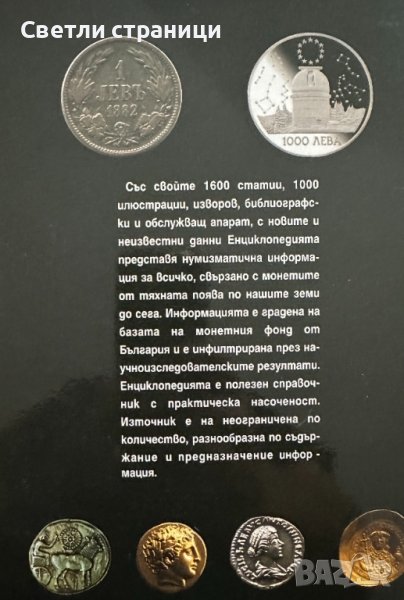 Светли страници
1
ЛЕВЪ
1882
1000 ЛЕВА
Със свойте 1600 статии, 1000
илюстрации, изворов, библиографс-
ки и обслужващ апарат, с новите и
неизвестни данни Енциклопедията
представя нумизматична информа-
ция за всичко, свързано с монетите
от тяхната поява по нашите земи
до сега. Информацията е градена на
базата на монетния фонд от
България и е инфилтрирана през на-
учноизследователските резултати.
Енциклопедията е полезен справоч-
ник с практическа насоченост.
Източник е на неограничена по
количество, разнообразна по съдър-
жание и предназначение инфор-
мация.